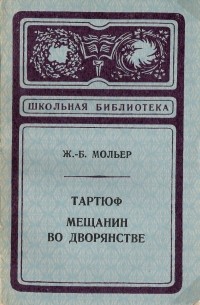 ШКОЛЬНАЯ БИБЛИОТЕКА
Ж.-Б. МОЛЬЕР
ТАРТЮФ
МЕЩАНИН
ВО ДВОРЯНСТВЕ